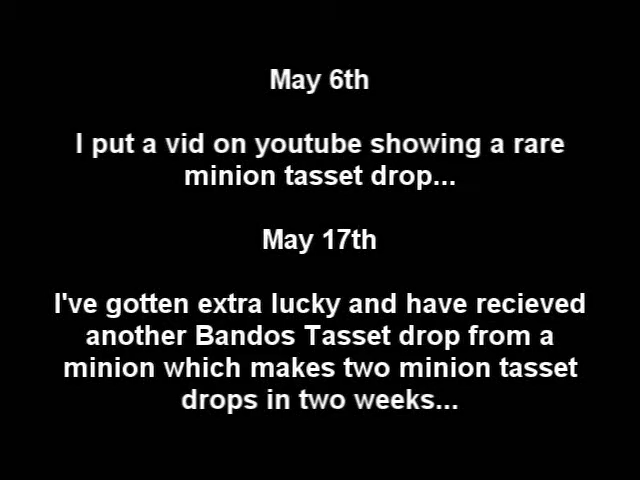 May 6th
I put a vid on youtube showing a rare
minion tasset drop...
May 17th
I've gotten extra lucky and have recieved
another Bandos Tasset drop from a
minion which makes two minion tasset
drops in two weeks...